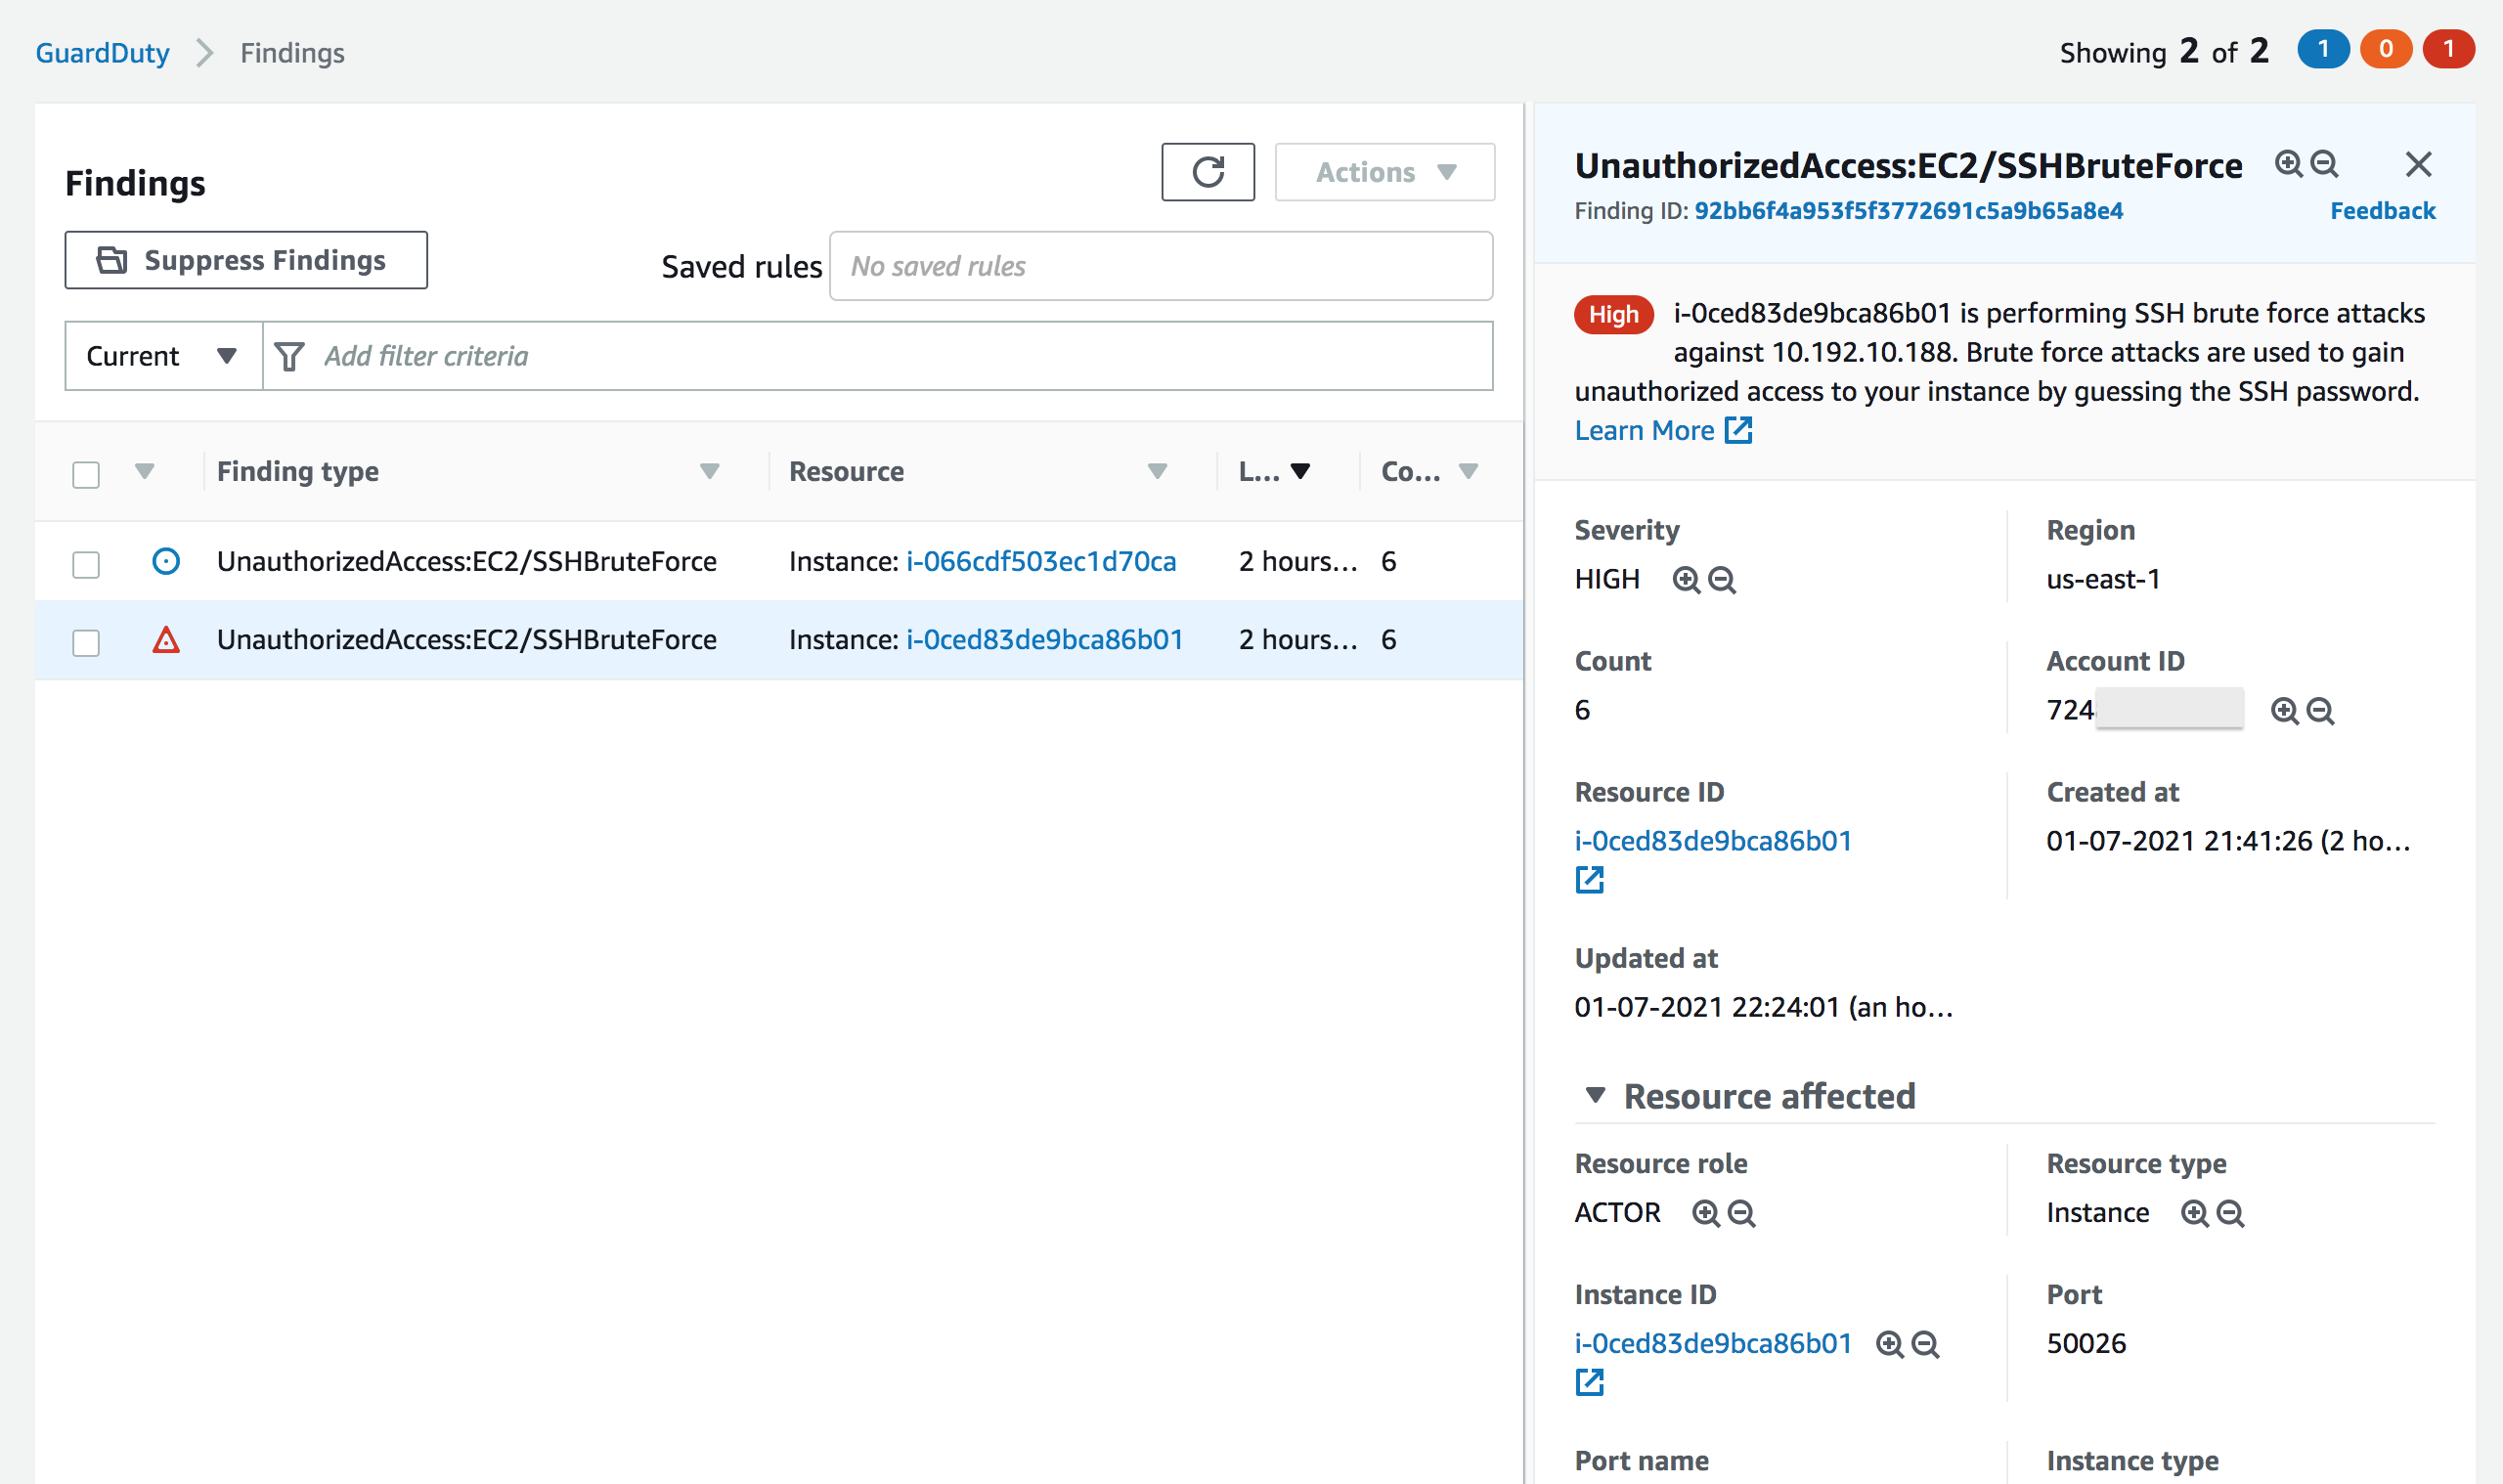 GuardDuty
Findings
Showing 2 of 2
1
0
1
Findings
Actions
Suppress Findings
Saved rules
No saved rules
Current
Add filter criteria
Finding type
Resource
L...
Co...
UnauthorizedAccess:EC2/SSHBruteForce
Instance: i-066cdf503ec1d70ca
2 hours...
6
UnauthorizedAccess:EC2/SSHBruteForce
Instance: i-0ced83de9bca86b01
2 hours...
6
UnauthorizedAccess:EC2/SSHBruteForce
Finding ID: 92bb6f4a953f5f3772691c5a9b65a8e4
Feedback
High
i-0ced83de9bca86b01 is performing SSH brute force attacks
against 10.192.10.188. Brute force attacks are used to gain
unauthorized access to your instance by guessing the SSH password.
Learn More
Severity
HIGH
Region
us-east-1
Count
6
Account ID
724
Resource ID
i-0ced83de9bca86b01
Created at
01-07-2021 21:41:26 (2 ho...
Updated at
01-07-2021 22:24:01 (an ho...
Resource affected
Resource role
ACTOR
Resource type
Instance
Instance ID
i-0ced83de9bca86b01
Port
50026
Port name
Instance type